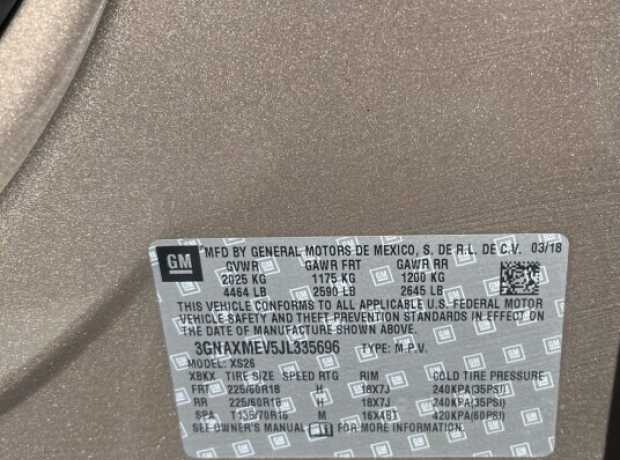 GM
MFD BY GENERAL MOTORS DE MEXICO, S. DE R.L. DE C.V. 03/18
GVWR GAWR FRT GAWR RR
2025 KG 1175 KG 1200 KG
4464 LB 2590 LB 2645 LB
THIS VEHICLE CONFORMS TO ALL APPLICABLE U.S. FEDERAL MOTOR
VEHICLE SAFETY AND THEFT PREVENTION STANDARDS IN EFFECT ON
THE DATE OF MANUFACTURE SHOWN ABOVE.
3GNAXMEV5JL335696 TYPE: M.P.V.
MODEL: XS26
XBKX TIRE SIZE SPEED RTG RIM COLD TIRE PRESSURE
FRT 225/60R18 H 18X7J 240KPA(35PSI)
RR 225/60R18 H 18X7J 240KPA(35PSI)
SPA T135/70R16 M 16X4BT 420KPA(60PSI)
SEE OWNER'S MANUAL FOR MORE INFORMATION.